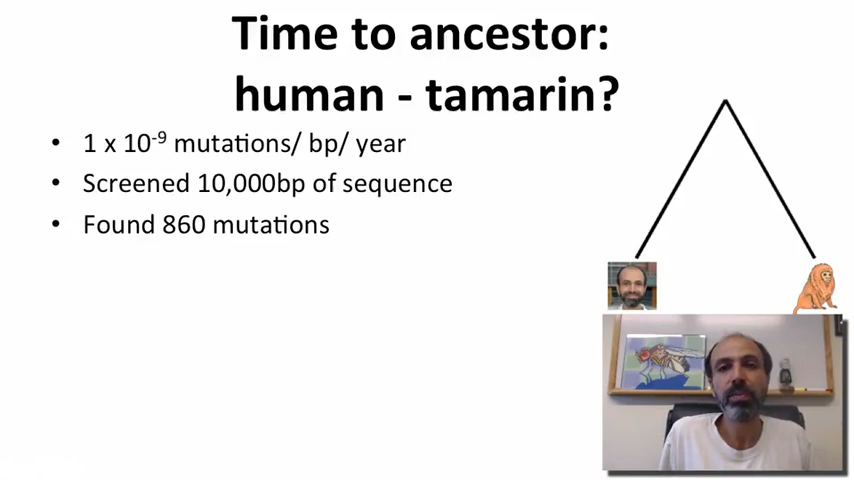 Time to ancestor:
human - tamarin?
• 1 x 10⁻⁹ mutations/ bp/ year
• Screened 10,000bp of sequence
• Found 860 mutations